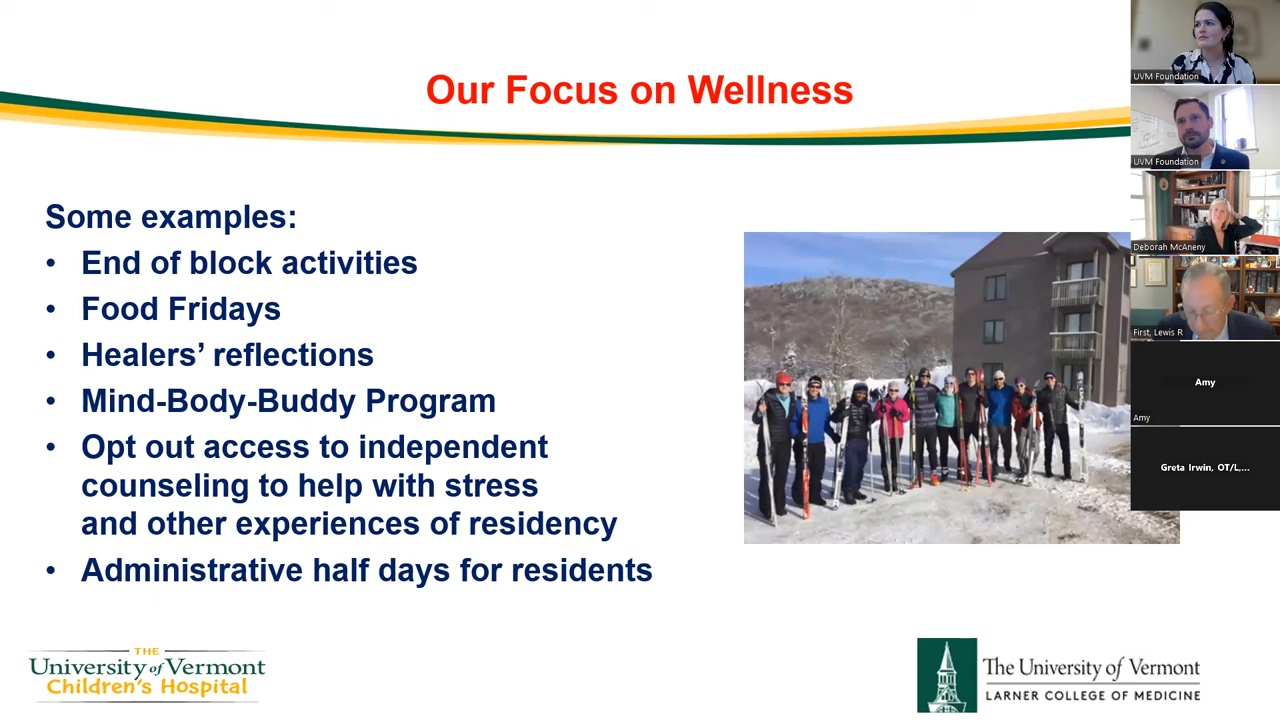 Our Focus on Wellness
Some examples:
• End of block activities
• Food Fridays
• Healers’ reflections
• Mind-Body-Buddy Program
• Opt out access to independent
counseling to help with stress
and other experiences of residency
• Administrative half days for residents
THE
University of Vermont
Children's Hospital
The University of Vermont
LARNER COLLEGE OF MEDICINE
UVM Foundation
UVM Foundation
Deborah McAneny
First, Lewis R
Amy
Amy
Greta Irwin, OT/L,...